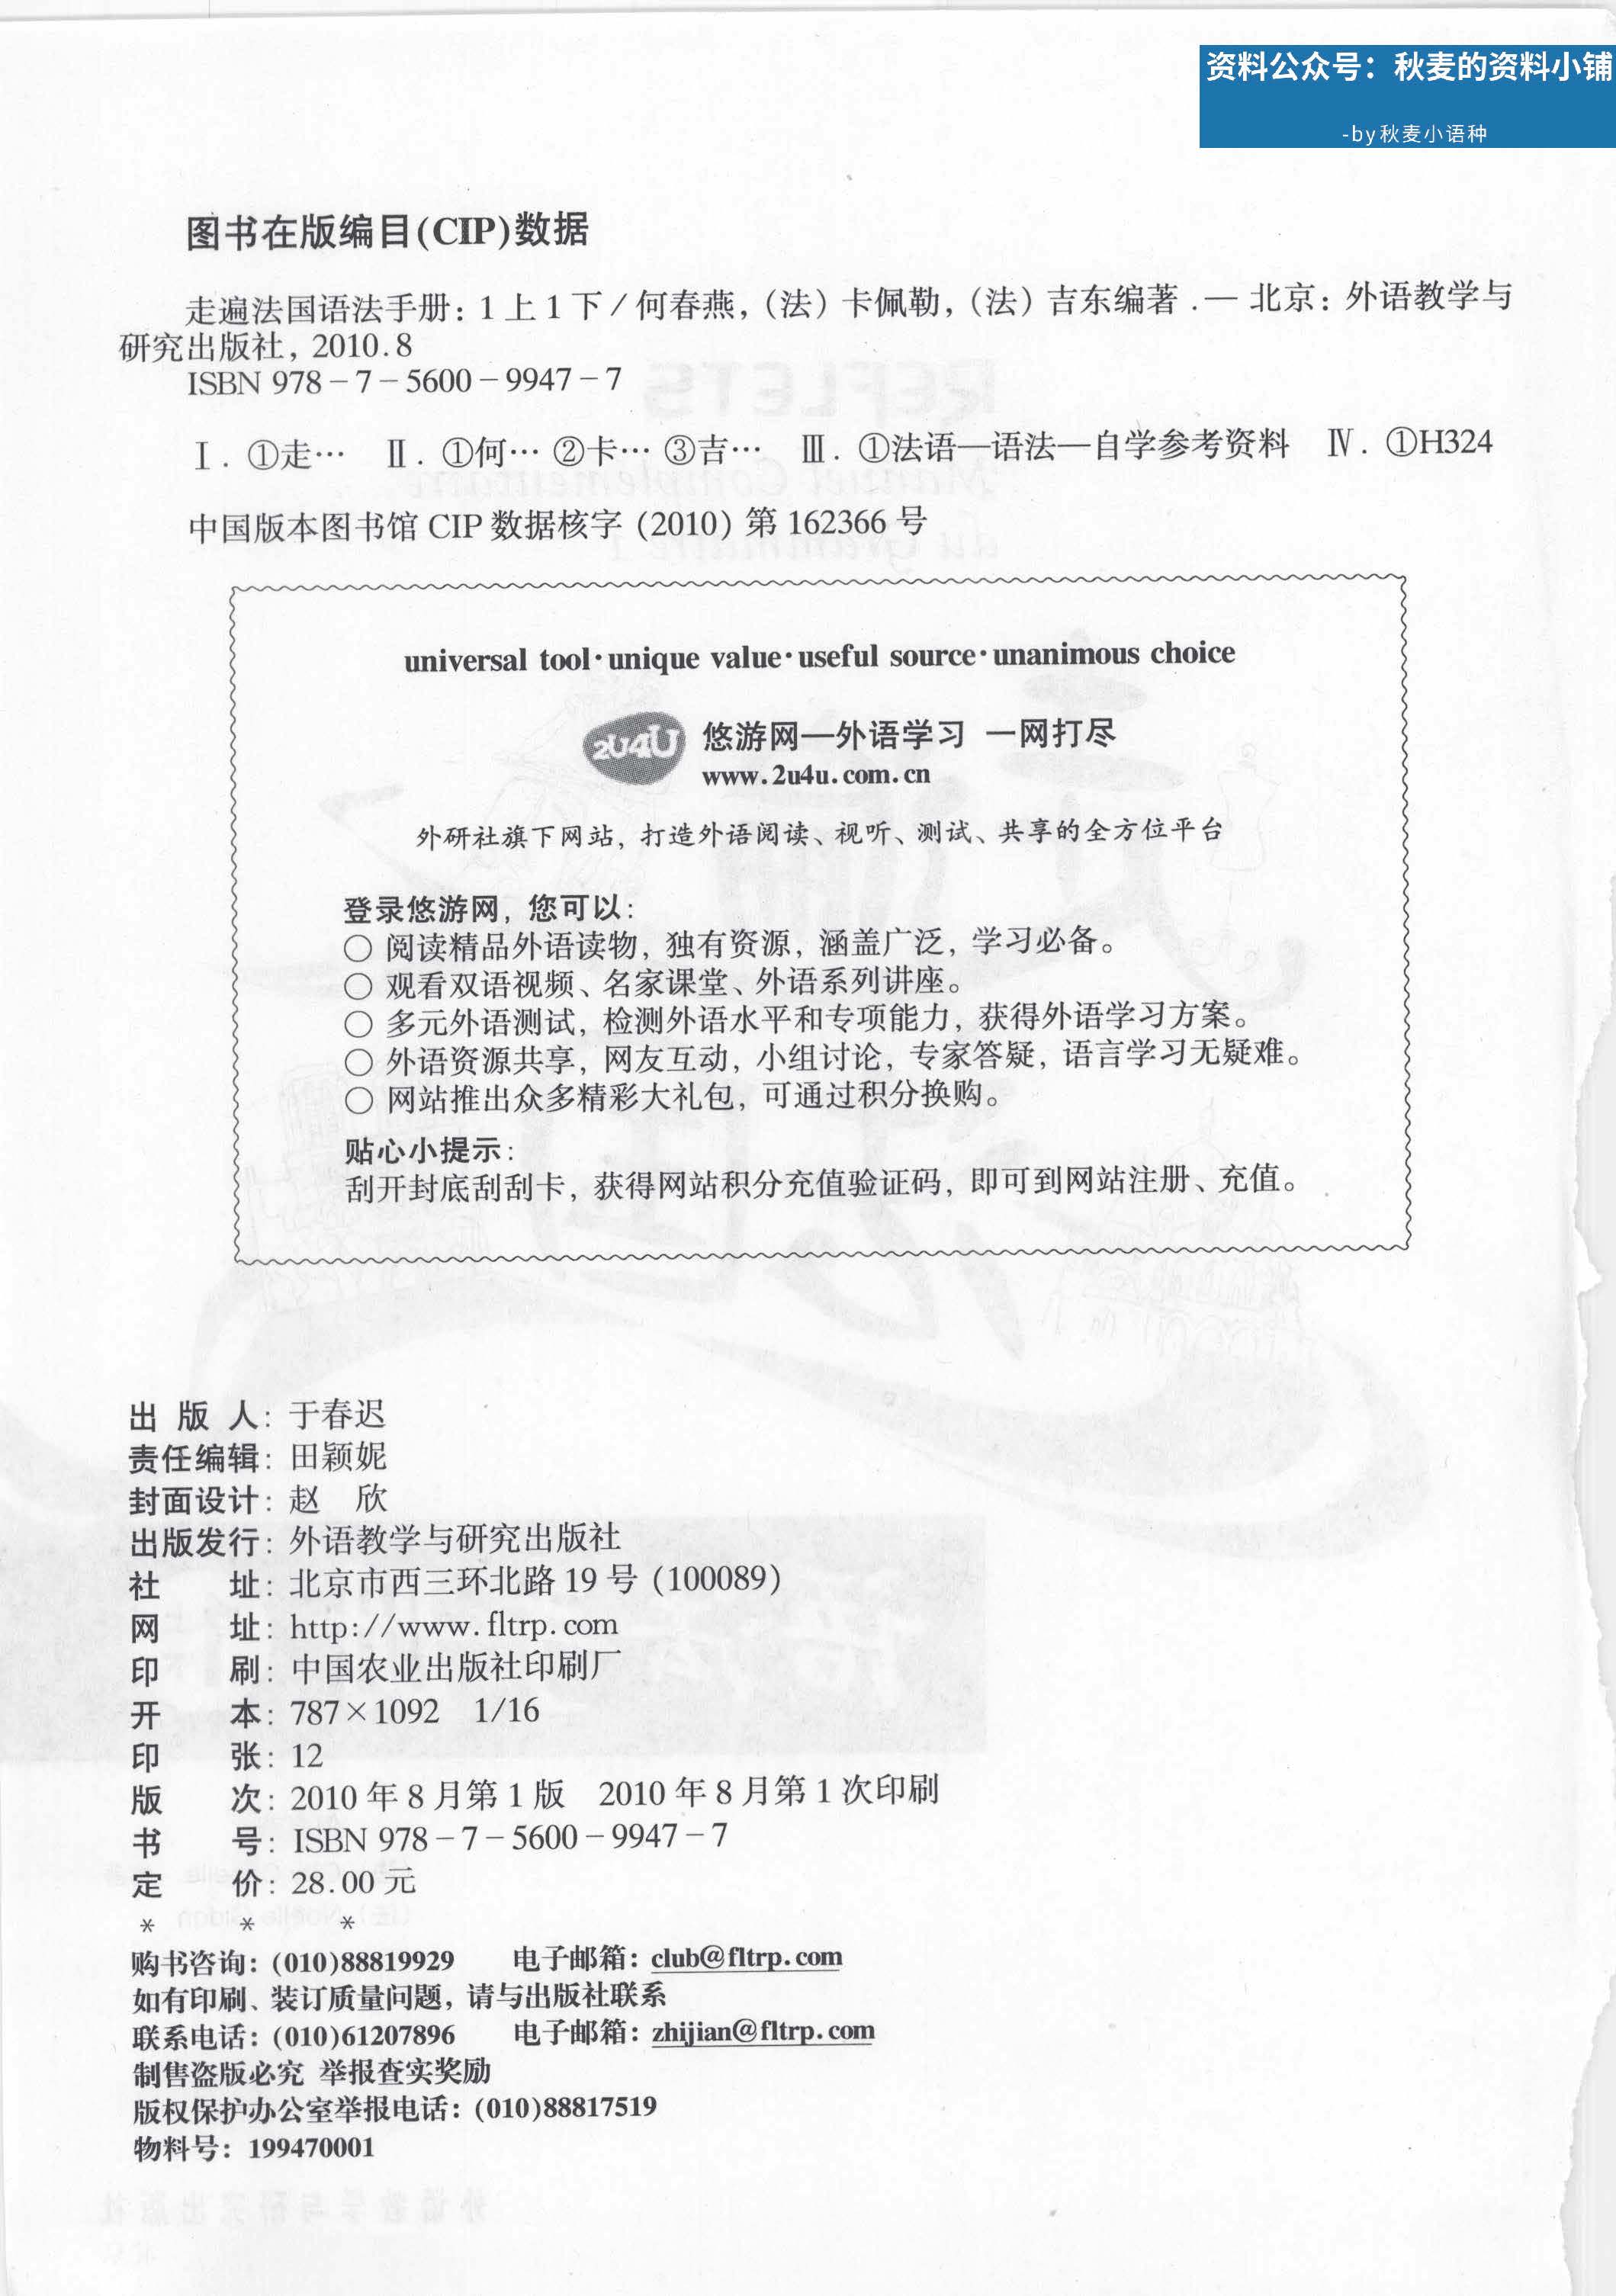 资料公众号：秋麦的资料小铺
-by秋麦小语种
图书在版编目(CIP)数据
走遍法国语法手册：1上1下／何春燕，（法）卡佩勒，（法）吉东编著．— 北京：外语教学与
研究出版社，2010.8
ISBN 978－7－5600－9947－7
Ⅰ．①走… Ⅱ．①何… ②卡… ③吉… Ⅲ．①法语—语法—自学参考资料 Ⅳ．①H324
中国版本图书馆 CIP 数据核字（2010）第 162366 号
universal tool·unique value·useful source·unanimous choice
2U4U 悠游网—外语学习 一网打尽
www.2u4u.com.cn
外研社旗下网站，打造外语阅读、视听、测试、共享的全方位平台
登录悠游网，您可以：
○ 阅读精品外语读物，独有资源，涵盖广泛，学习必备。
○ 观看双语视频、名家课堂、外语系列讲座。
○ 多元外语测试，检测外语水平和专项能力，获得外语学习方案。
○ 外语资源共享，网友互动，小组讨论，专家答疑，语言学习无疑难。
○ 网站推出众多精彩大礼包，可通过积分换购。
贴心小提示：
刮开封底刮刮卡，获得网站积分充值验证码，即可到网站注册、充值。
出 版 人：于春迟
责任编辑：田颖妮
封面设计：赵 欣
出版发行：外语教学与研究出版社
社 址：北京市西三环北路 19 号（100089）
网 址：http://www.fltrp.com
印 刷：中国农业出版社印刷厂
开 本：787×1092 1/16
印 张：12
版 次：2010 年 8 月第 1 版 2010 年 8 月第 1 次印刷
书 号：ISBN 978－7－5600－9947－7
定 价：28.00 元
* * *
购书咨询：(010)88819929 电子邮箱：club@fltrp.com
如有印刷、装订质量问题，请与出版社联系
联系电话：(010)61207896 电子邮箱：zhijian@fltrp.com
制售盗版必究 举报查实奖励
版权保护办公室举报电话：(010)88817519
物料号：199470001